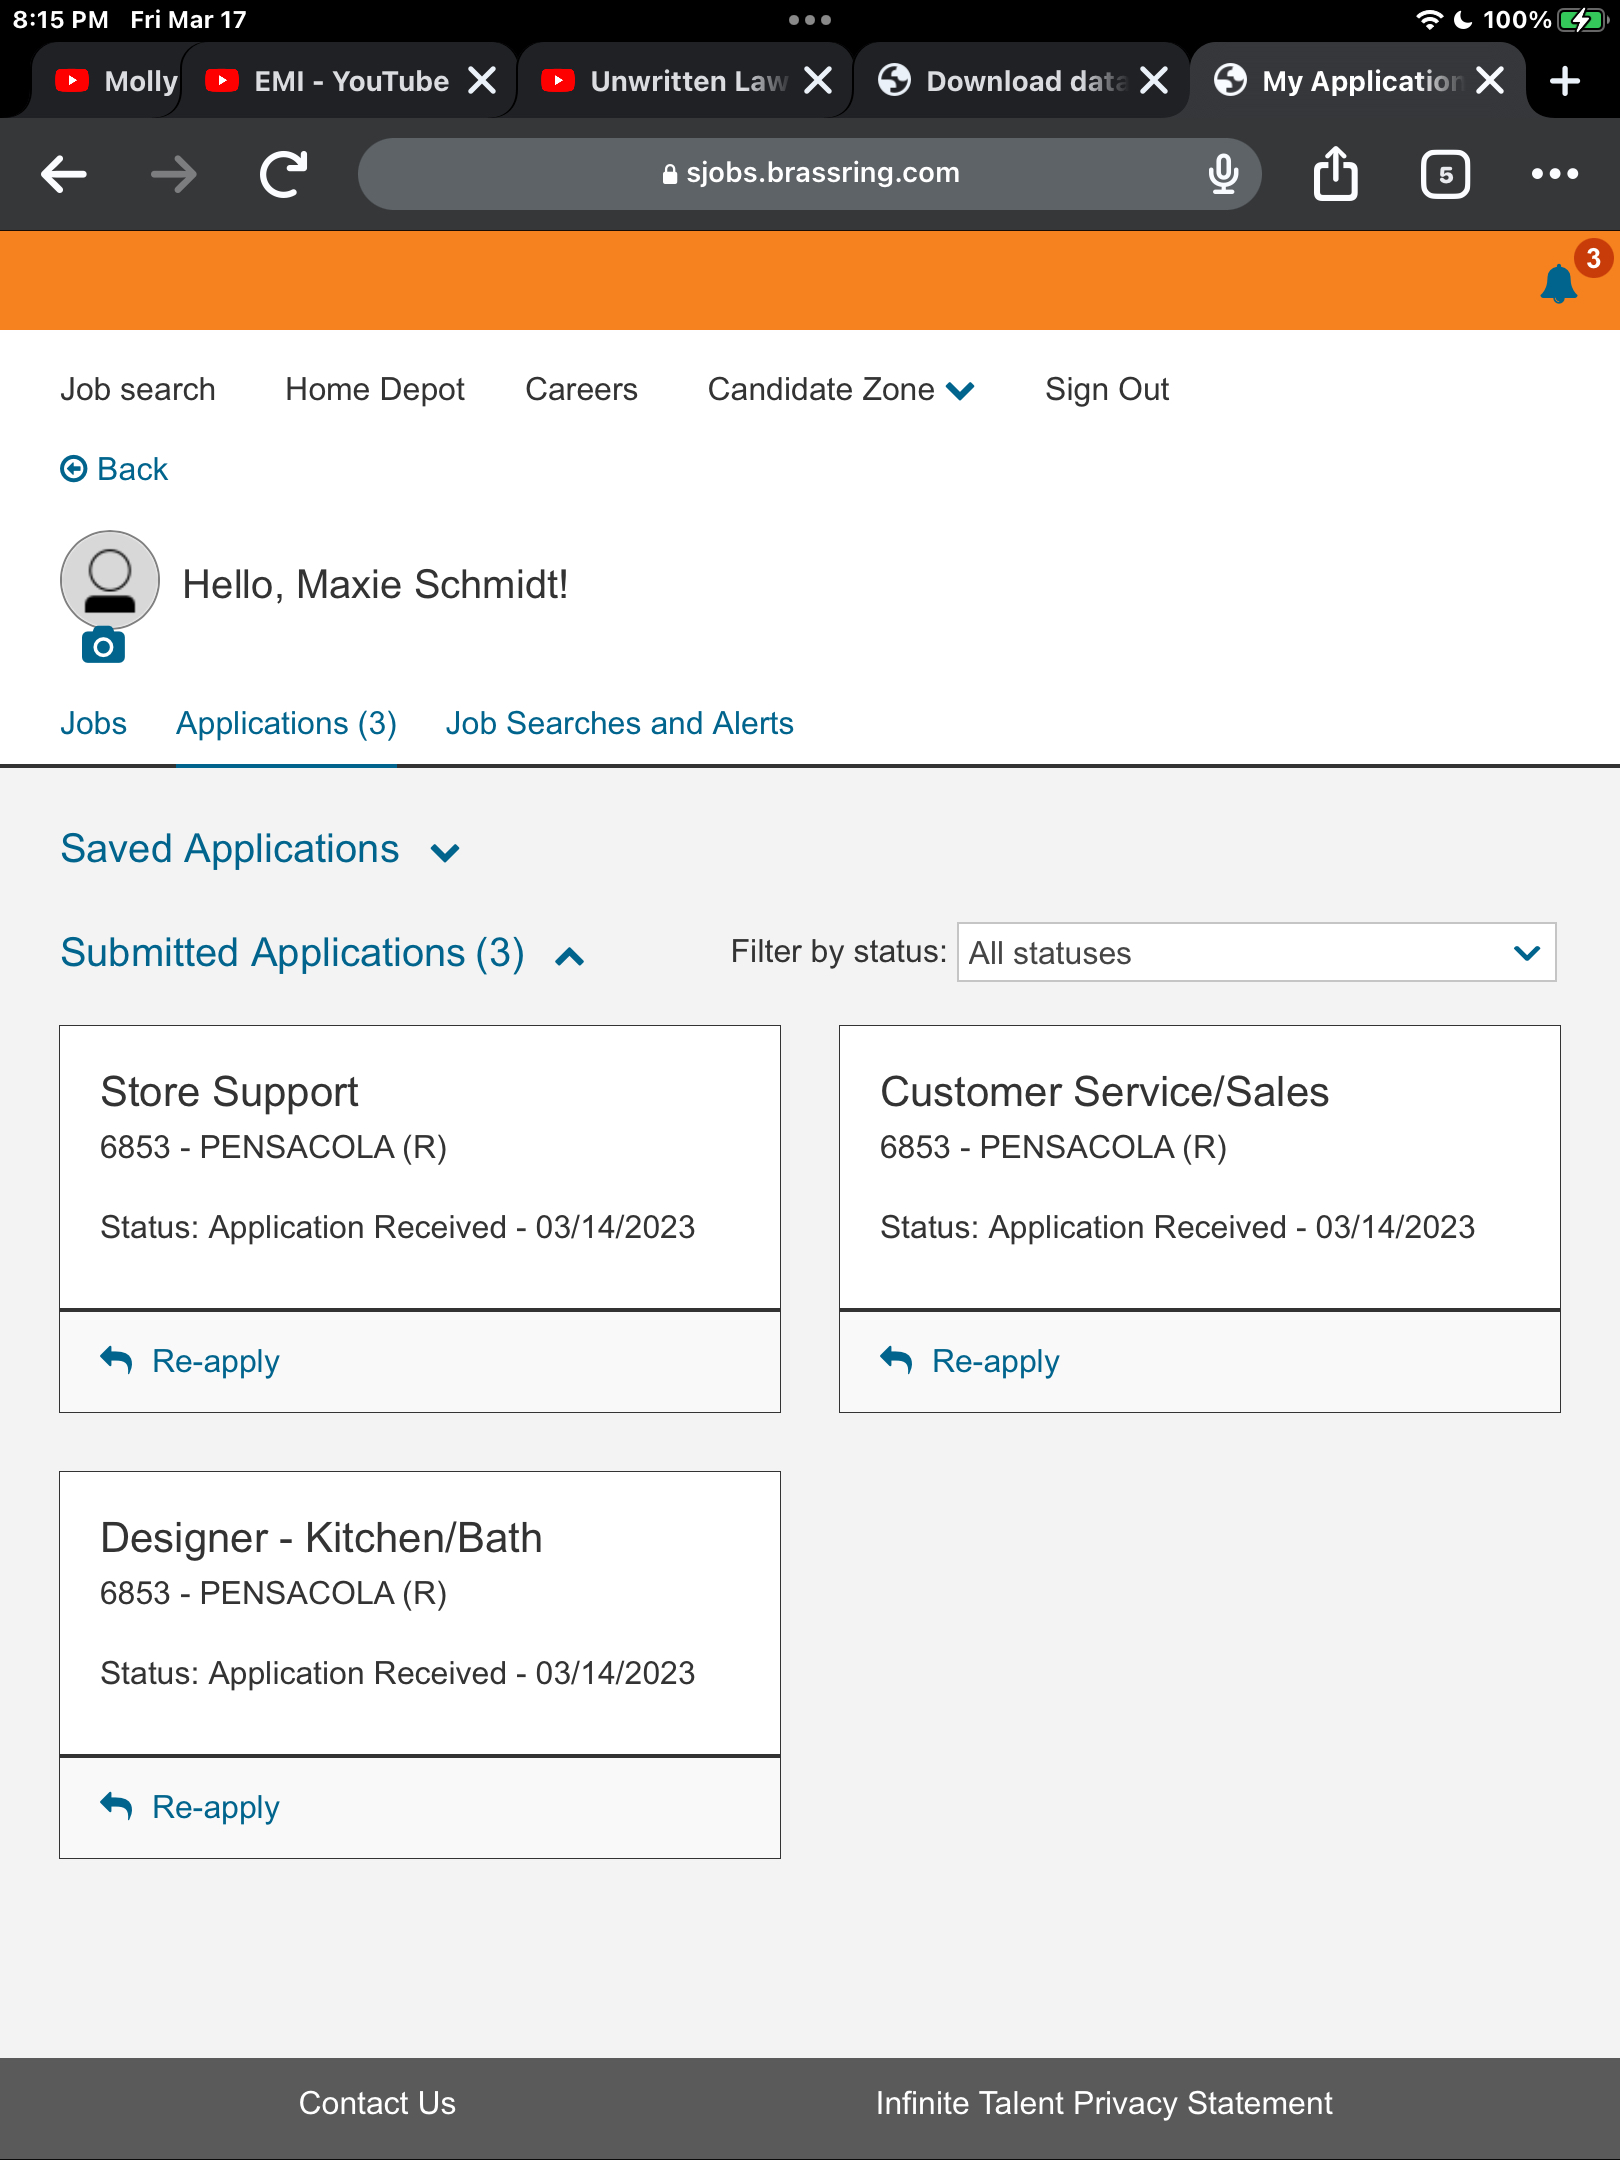 8:15 PM Fri Mar 17 100%
Molly EMI - YouTube Unwritten Law Download data My Application
sjobs.brassring.com 5
3
Job search Home Depot Careers Candidate Zone Sign Out
Back
Hello, Maxie Schmidt!
Jobs Applications (3) Job Searches and Alerts
Saved Applications
Submitted Applications (3) Filter by status: All statuses
Store Support
6853 - PENSACOLA (R)
Status: Application Received - 03/14/2023
Re-apply
Customer Service/Sales
6853 - PENSACOLA (R)
Status: Application Received - 03/14/2023
Re-apply
Designer - Kitchen/Bath
6853 - PENSACOLA (R)
Status: Application Received - 03/14/2023
Re-apply
Contact Us Infinite Talent Privacy Statement